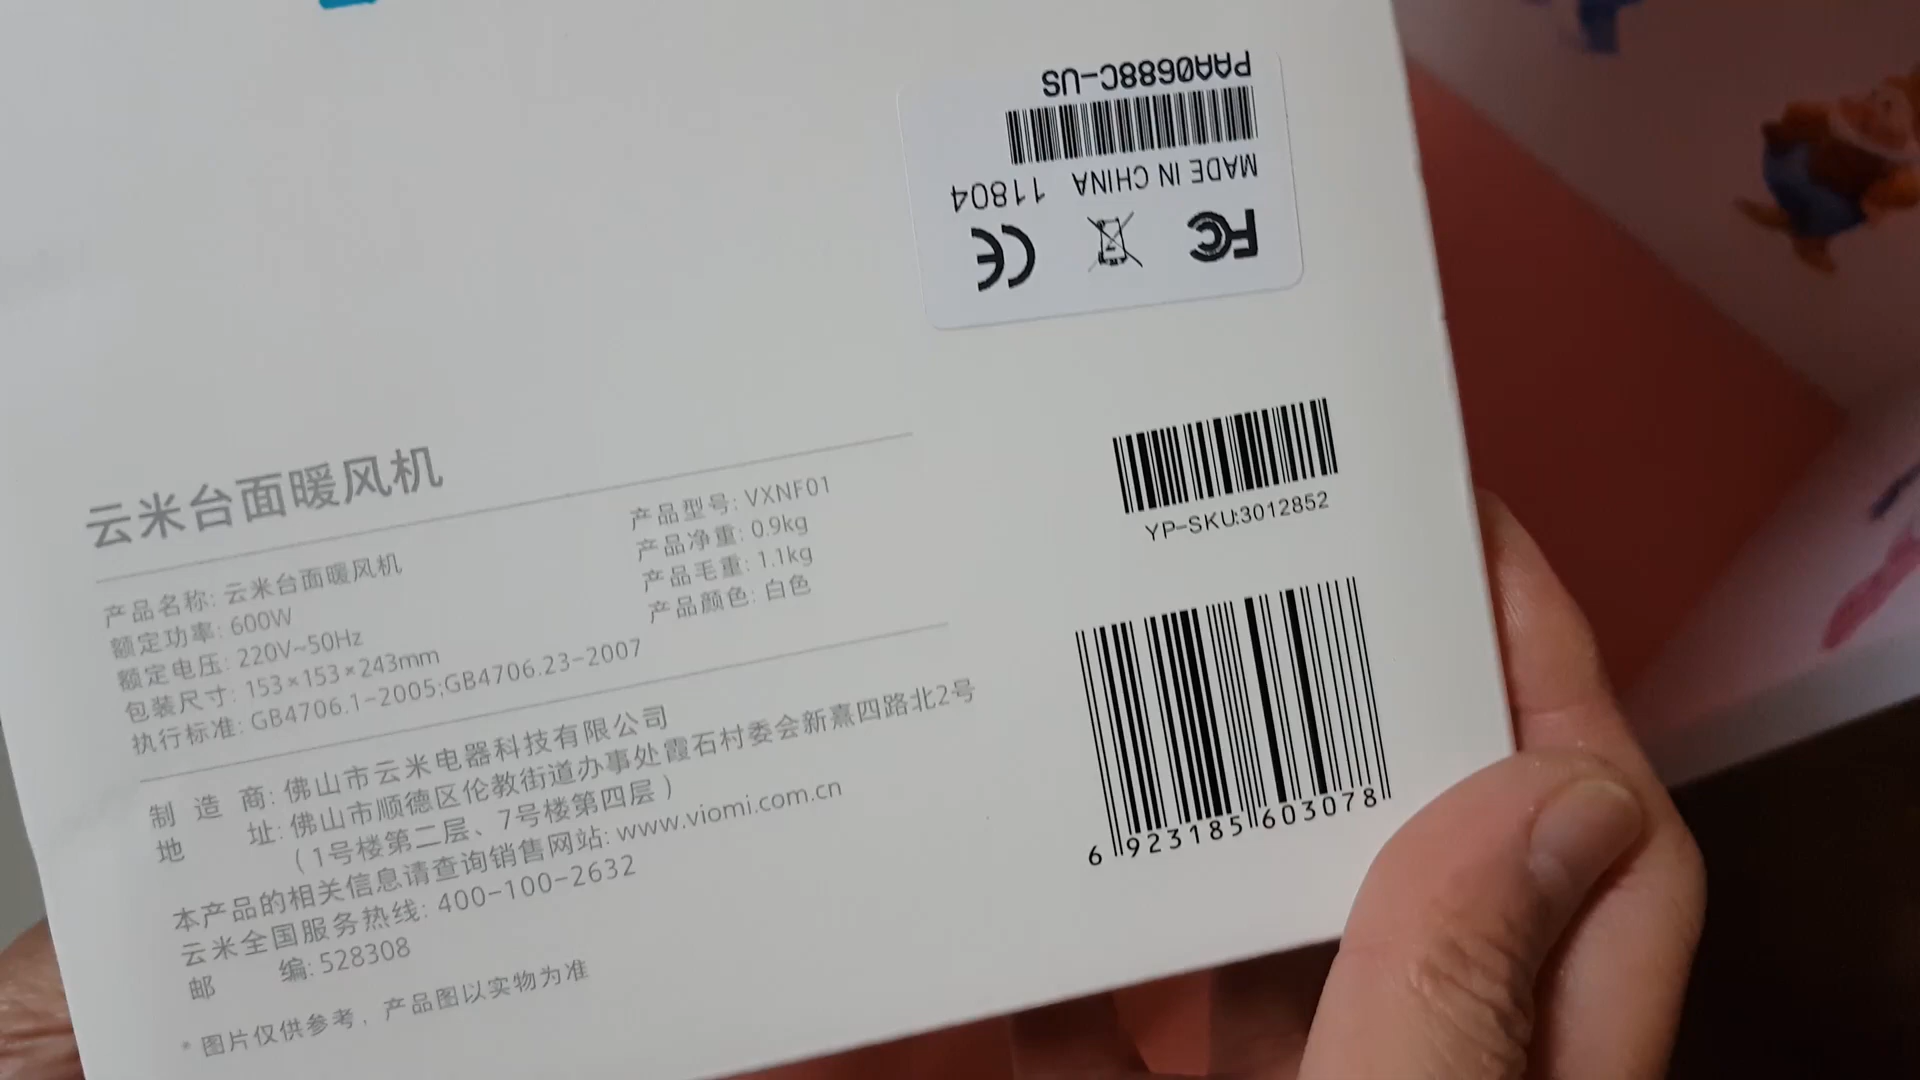 PAA0688C-US
MADE IN CHINA 11804
FC CE
云米台面暖风机
产品名称: 云米台面暖风机
额定功率: 600W
额定电压: 220V~50Hz
包装尺寸: 153×153×243mm
执行标准: GB4706.1-2005;GB4706.23-2007
产品型号: VXNF01
产品净重: 0.9kg
产品毛重: 1.1kg
产品颜色: 白色
制造商: 佛山市云米电器科技有限公司
地址: 佛山市顺德区伦教街道办事处霞石村委会新熹四路北2号
（1号楼第二层、7号楼第四层）
本产品的相关信息请查询销售网站: www.viomi.com.cn
云米全国服务热线: 400-100-2632
邮编: 528308
*图片仅供参考，产品图以实物为准
YP-SKU:3012852
6 923185 603078